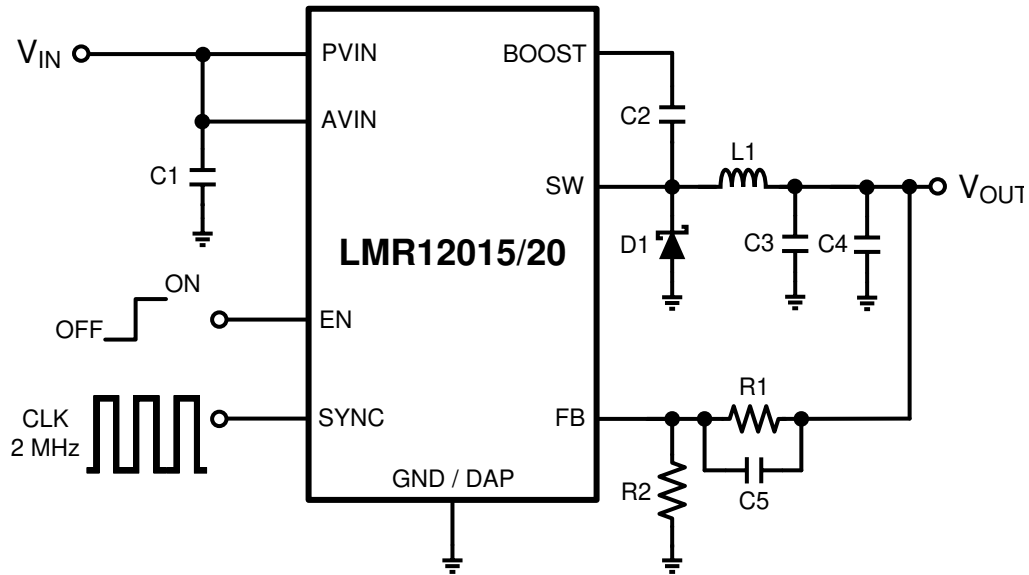 VIN
PVIN
BOOST
AVIN
C2
C1
L1
SW
VOUT
D1
C3
C4
LMR12015/20
ON
OFF
EN
R1
CLK
2 MHz
SYNC
FB
GND / DAP
R2
C5